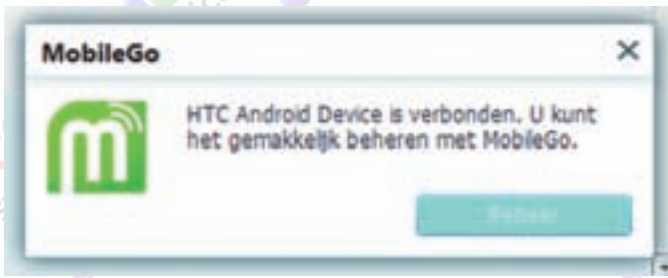 MobileGo
HTC Android Device is verbonden. U kunt
het gemakkelijk beheren met MobileGo.